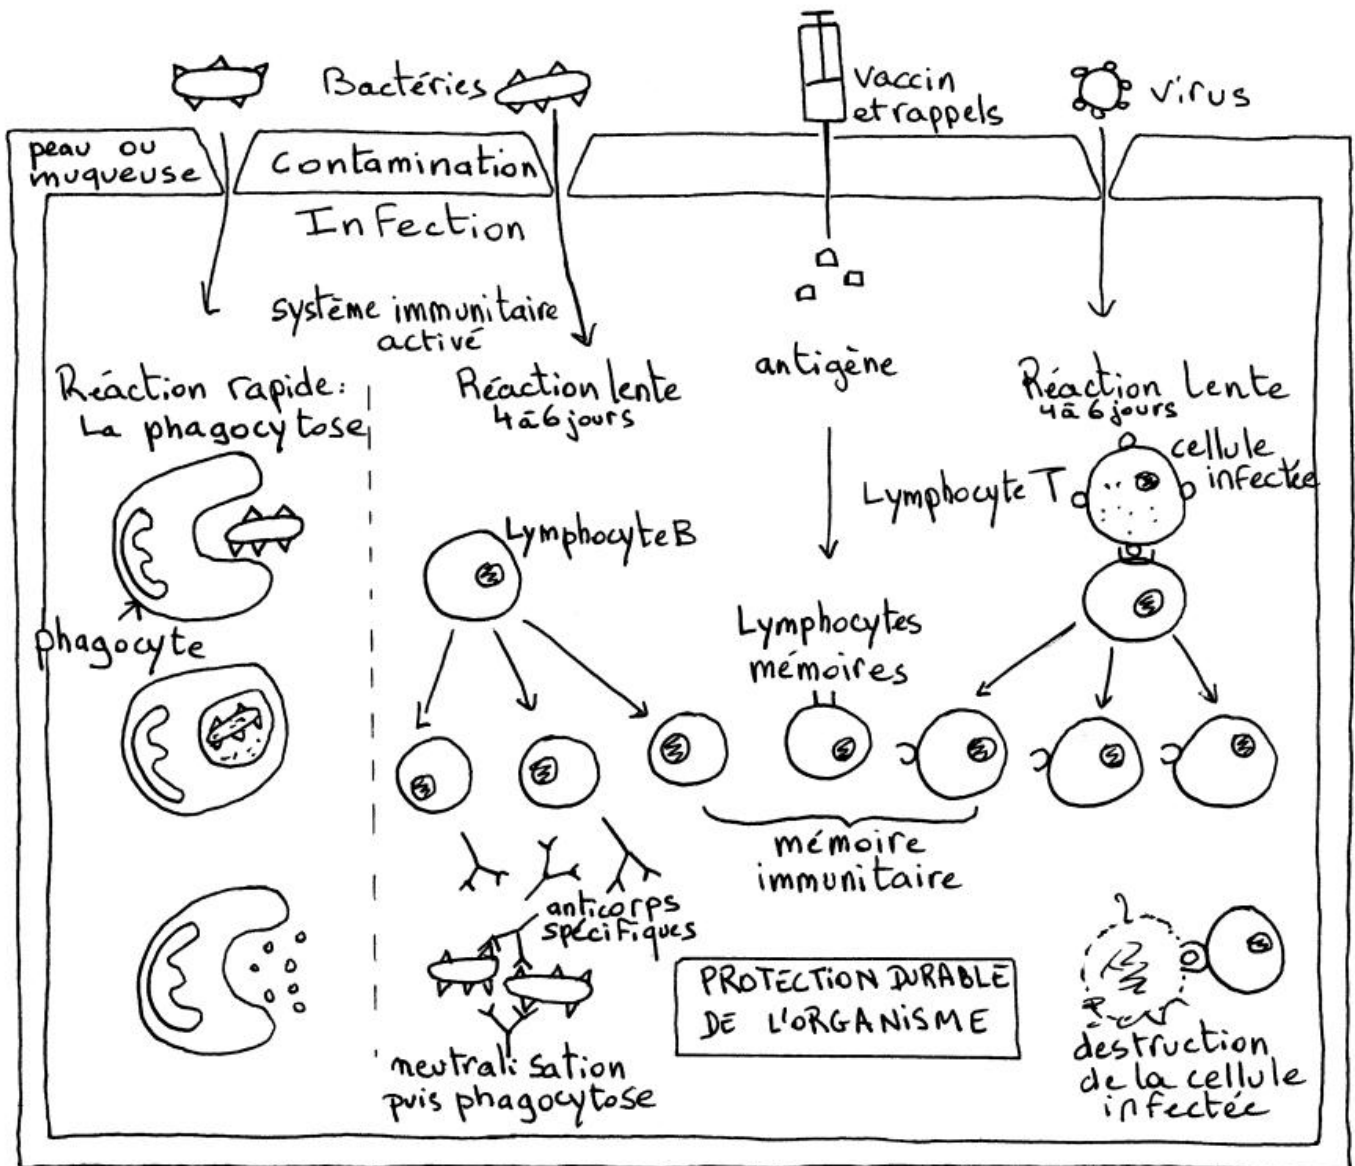 Bactéries
vaccin
et rappels
virus
peau ou
muqueuse
contamination
Infection
système immunitaire
activé
antigène
Réaction rapide:
La phagocytose
Réaction lente
4 à 6 jours
Réaction lente
4 à 6 jours
cellule
infectée
Lymphocyte T
Lymphocyte B
phagocyte
Lymphocytes
mémoires
mémoire
immunitaire
anticorps
spécifiques
PROTECTION DURABLE
DE L'ORGANISME
neutralisation
puis phagocytose
destruction
de la cellule
infectée